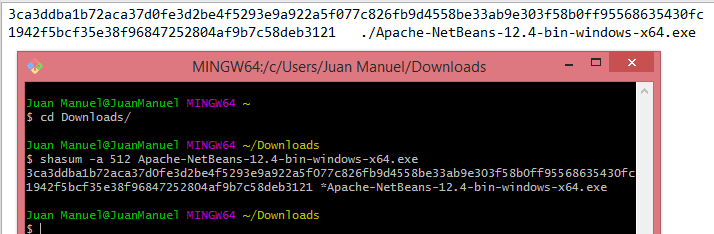 3ca3ddba1b72aca37d0fe3d2be4f5293e9a922a5f077c826fb9d4558be33ab9e303f58b0ff95568635430fc
1942f5bcf35e38f96847252804af9b7c58deb3121 ./Apache-NetBeans-12.4-bin-windows-x64.exe
MINGW64:/c/Users/Juan Manuel/Downloads
Juan Manuel@JuanManuel MINGW64 ~
$ cd Downloads/
Juan Manuel@JuanManuel MINGW64 ~/Downloads
$ shasum -a 512 Apache-NetBeans-12.4-bin-windows-x64.exe
3ca3ddba1b72aca37d0fe3d2be4f5293e9a922a5f077c826fb9d4558be33ab9e303f58b0ff95568635430fc
1942f5bcf35e38f96847252804af9b7c58deb3121 *Apache-NetBeans-12.4-bin-windows-x64.exe
Juan Manuel@JuanManuel MINGW64 ~/Downloads
$